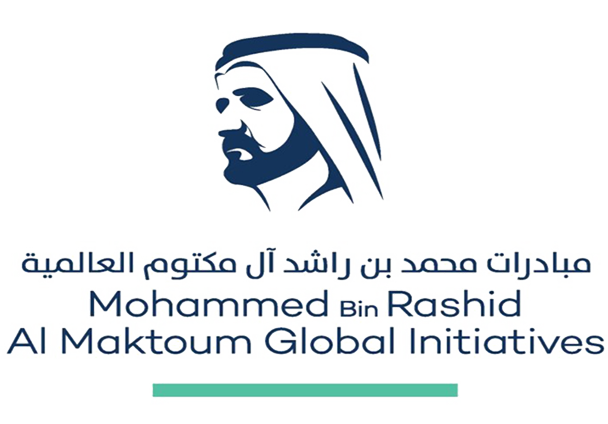 مبادرات محمد بن راشد آل مكتوم العالمية
Mohammed Bin Rashid
Al Maktoum Global Initiatives